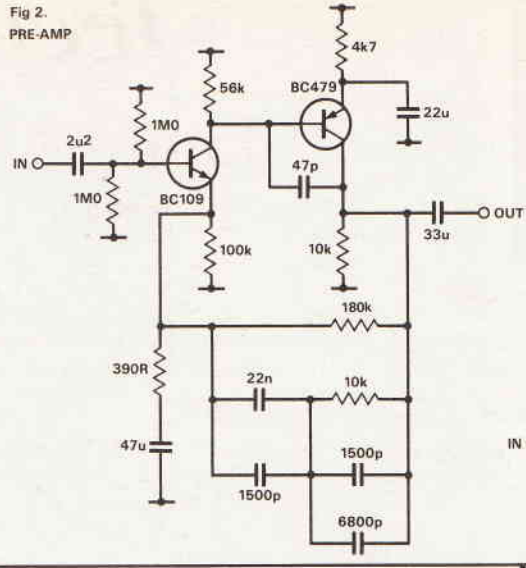 Fig 2.
PRE-AMP
4k7
56k
BC479
22u
1M0
2u2
IN
47p
BC109
1M0
OUT
33u
100k
10k
180k
390R
22n
10k
47u
1500p
1500p
IN
6800p